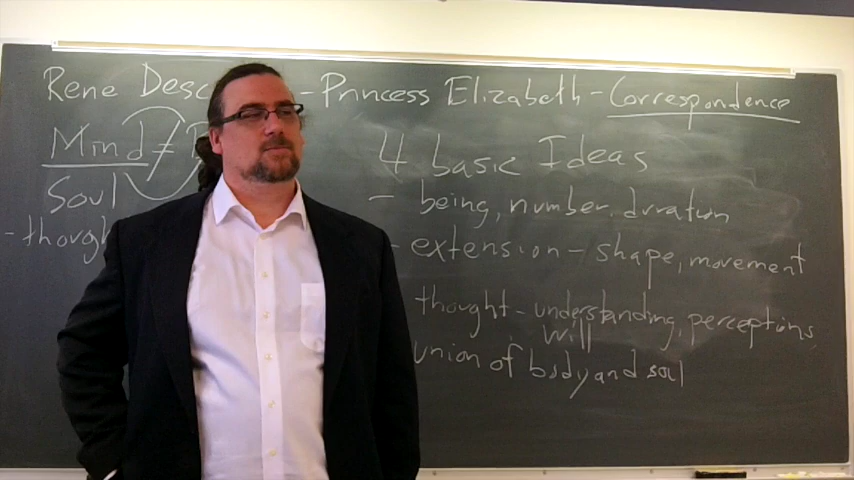 Rene Desc - Princess Elizabeth - Correspondence
Mind ≠
Soul
- though
4 basic Ideas
- being, number, duration
- extension - shape, movement
thought - understanding, perceptions
will
union of body and soul